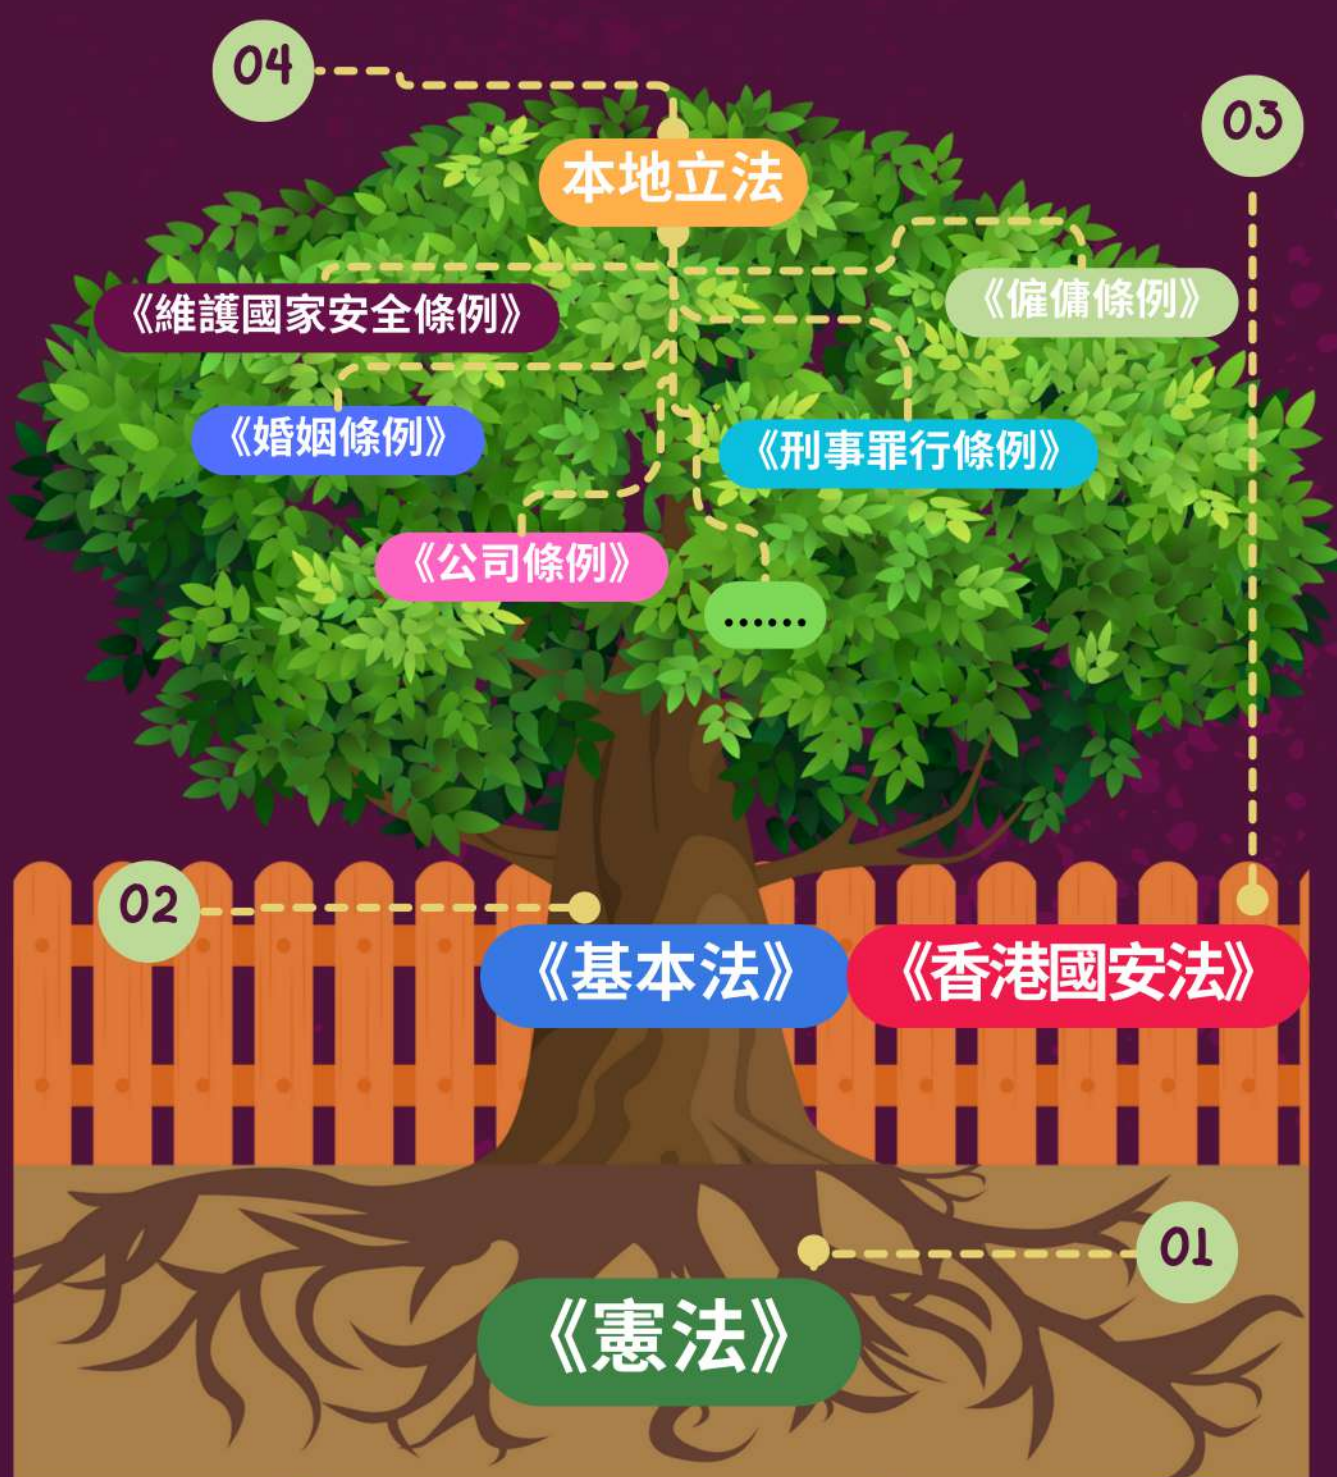 04
03
本地立法
《維護國家安全條例》
《僱傭條例》
《婚姻條例》
《刑事罪行條例》
《公司條例》
......
02
《基本法》
《香港國安法》
01
《憲法》